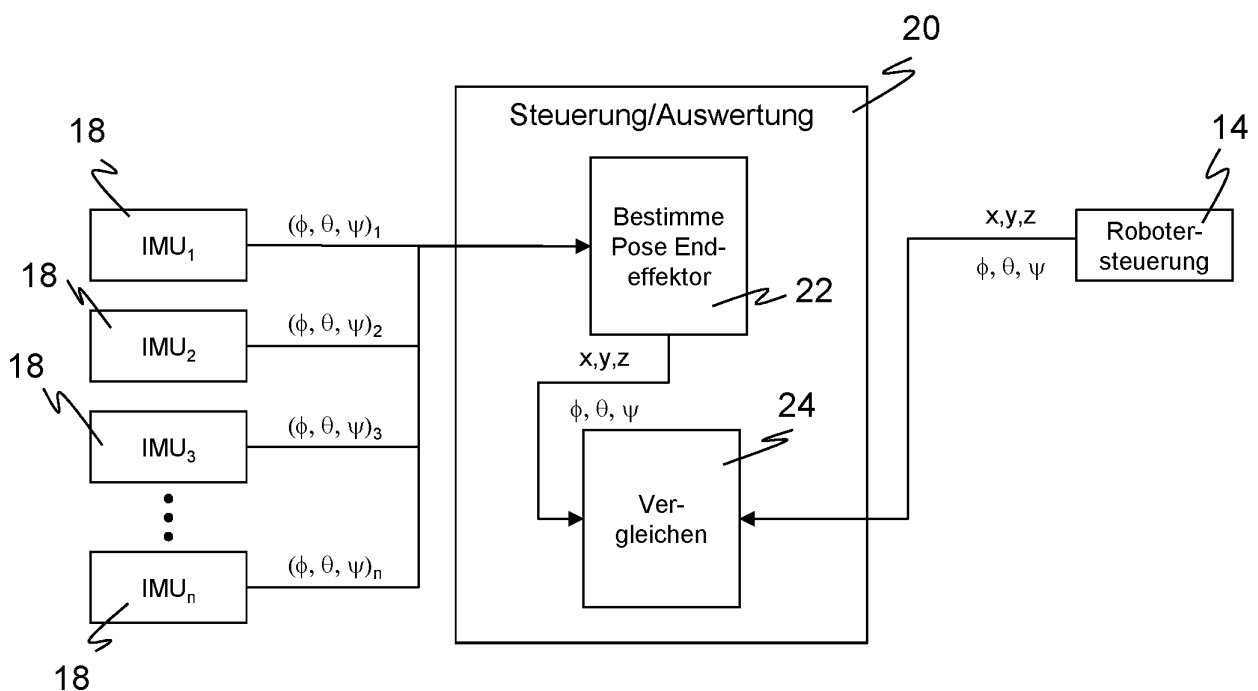 20
Steuerung/Auswertung
18
14
IMU1
(ϕ, θ, ψ)1
Bestimme
Pose End-
effektor
22
x,y,z
ϕ, θ, ψ
Roboter-
steuerung
18
IMU2
(ϕ, θ, ψ)2
x,y,z
ϕ, θ, ψ
18
IMU3
(ϕ, θ, ψ)3
24
Ver-
gleichen
IMUn
(ϕ, θ, ψ)n
18